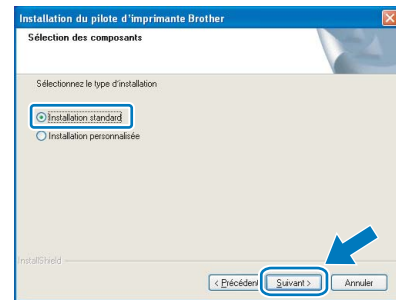 Installation du pilote d'imprimante Brother
Sélection des composants
Sélectionnez le type d'installation
Installation standard
Installation personnalisée
InstallShield
< Précédent Suivant > Annuler